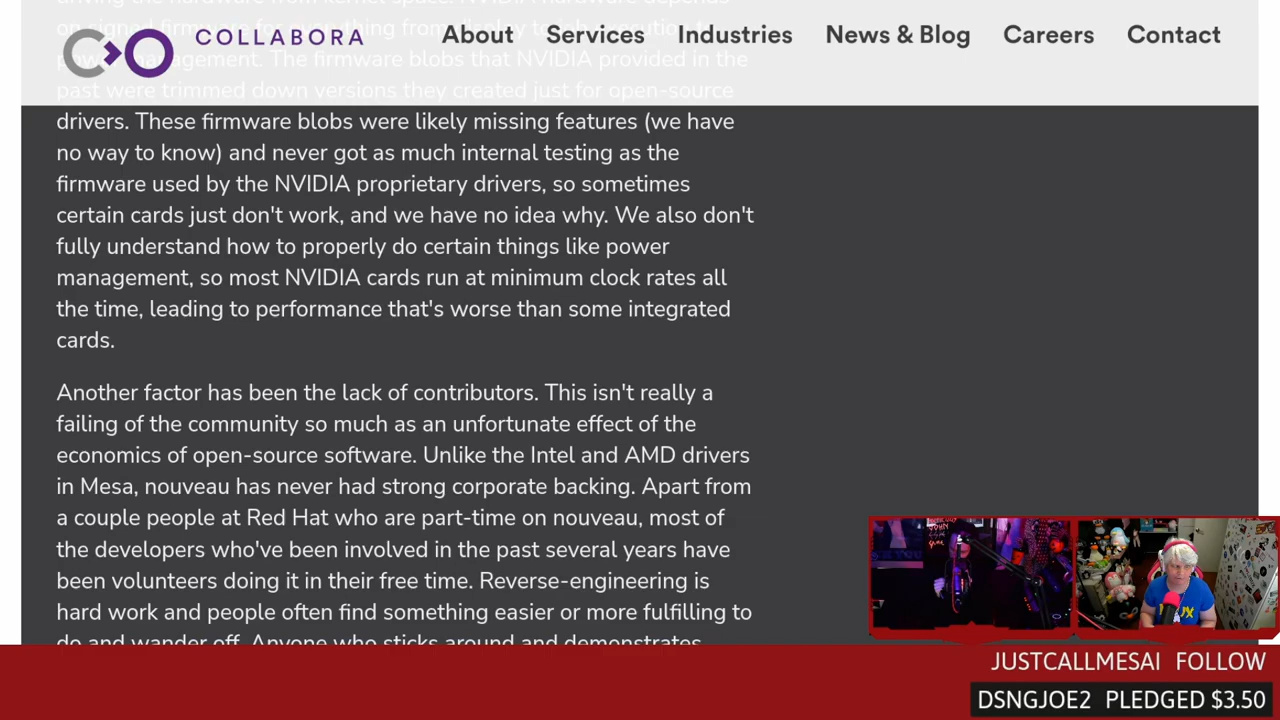 driving the hardware from kernel space. NVIDIA hardware depends
on signed firmware for everything from display to job execution to
power management. The firmware blobs that NVIDIA provided in the
past were trimmed down versions they created just for open-source
COLLABORA
About Services Industries News & Blog Careers Contact
drivers. These firmware blobs were likely missing features (we have
no way to know) and never got as much internal testing as the
firmware used by the NVIDIA proprietary drivers, so sometimes
certain cards just don't work, and we have no idea why. We also don't
fully understand how to properly do certain things like power
management, so most NVIDIA cards run at minimum clock rates all
the time, leading to performance that's worse than some integrated
cards.
Another factor has been the lack of contributors. This isn't really a
failing of the community so much as an unfortunate effect of the
economics of open-source software. Unlike the Intel and AMD drivers
in Mesa, nouveau has never had strong corporate backing. Apart from
a couple people at Red Hat who are part-time on nouveau, most of
the developers who've been involved in the past several years have
been volunteers doing it in their free time. Reverse-engineering is
hard work and people often find something easier or more fulfilling to
do and wander off. Anyone who sticks around and demonstrates
JUSTCALLMESAI FOLLOW
DSNGJOE2 PLEDGED $3.50